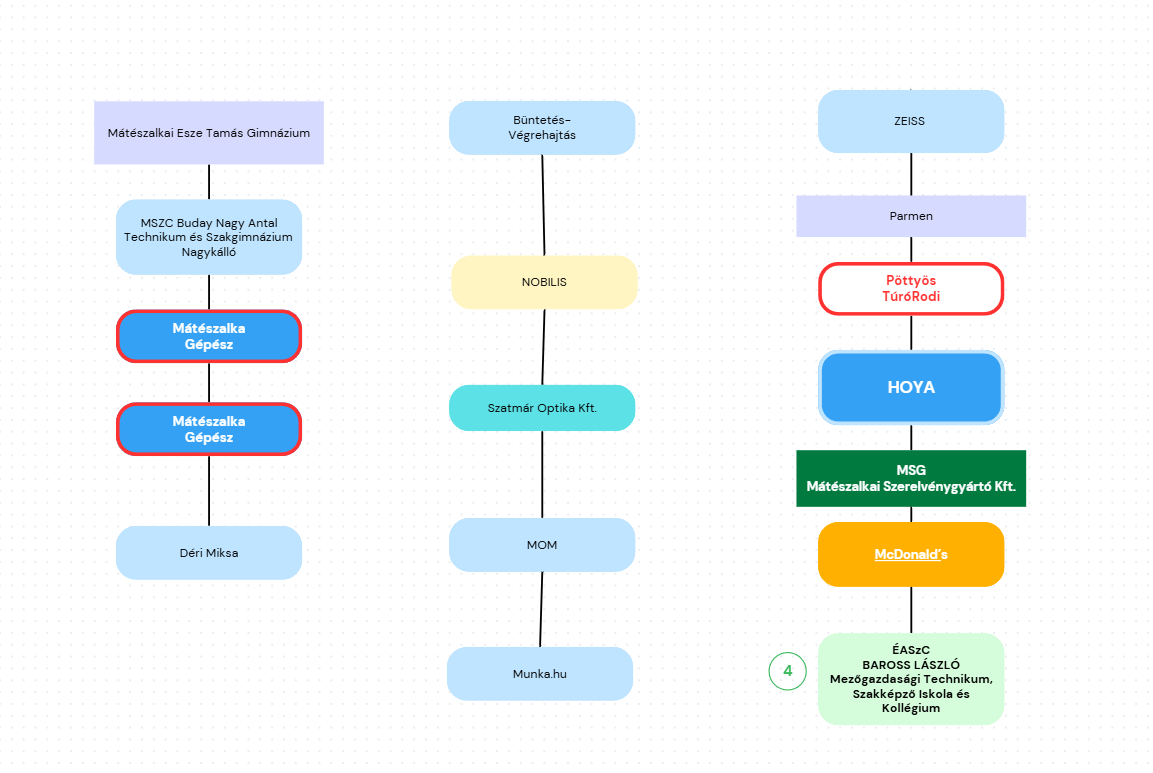 Mátészalkai Esze Tamás Gimnázium
MSZC Buday Nagy Antal
Technikum és Szakgimnázium
Nagykálló
Mátészalka
Gépész
Mátészalka
Gépész
Déri Miksa
Büntetés-
Végrehajtás
NOBILIS
Szatmár Optika Kft.
MOM
Munka.hu
ZEISS
Parmen
Pöttyös
TúróRodi
HOYA
MSG
Mátészalkai Szerelvénygyártó Kft.
McDonald's
4
ÉASzC
BAROSS LÁSZLÓ
Mezőgazdasági Technikum,
Szakképző Iskola és
Kollégium